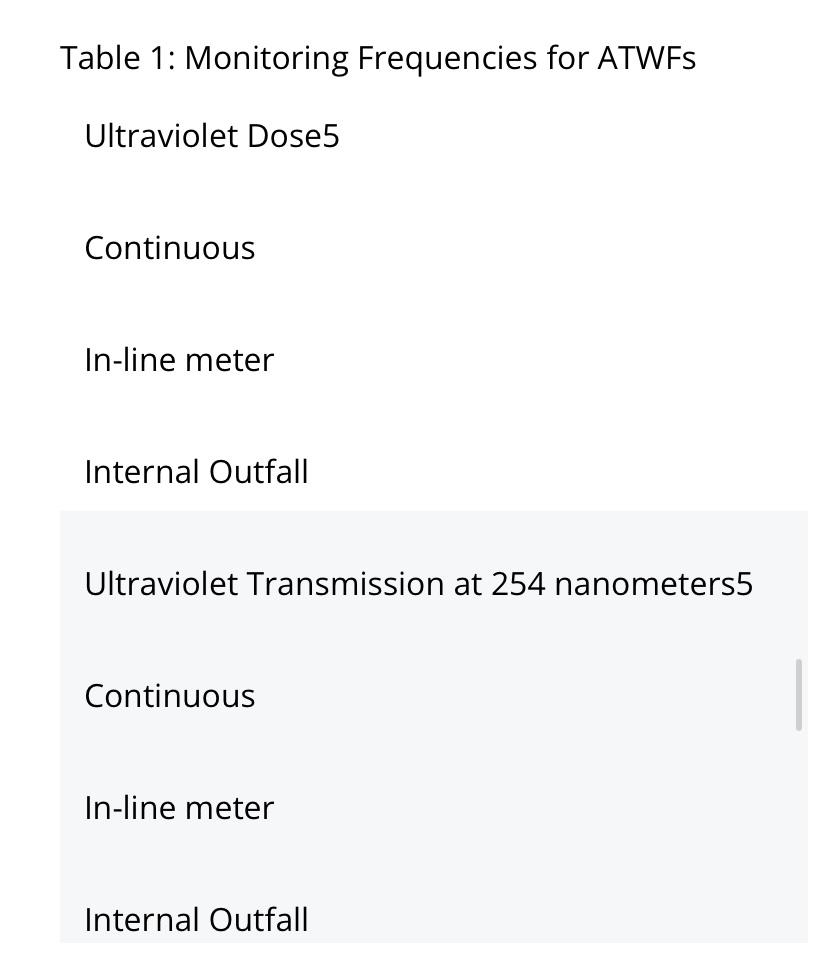 Table 1: Monitoring Frequencies for ATWFs
Ultraviolet Dose5
Continuous
In-line meter
Internal Outfall
Ultraviolet Transmission at 254 nanometers5
Continuous
In-line meter
Internal Outfall